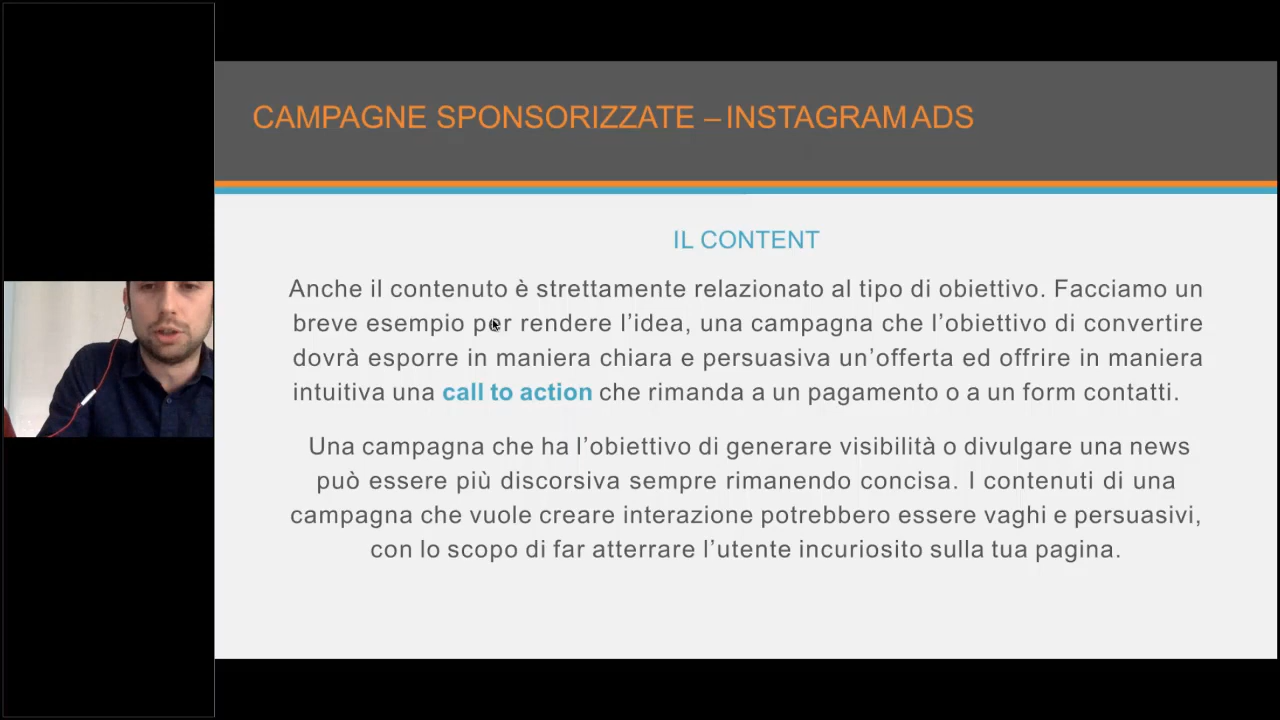 CAMPAGNE SPONSORIZZATE – INSTAGRAM ADS
IL CONTENT
Anche il contenuto è strettamente relazionato al tipo di obiettivo. Facciamo un
breve esempio per rendere l’idea, una campagna che l’obiettivo di convertire
dovrà esporre in maniera chiara e persuasiva un’offerta ed offrire in maniera
intuitiva una call to action che rimanda a un pagamento o a un form contatti.
Una campagna che ha l’obiettivo di generare visibilità o divulgare una news
può essere più discorsiva sempre rimanendo concisa. I contenuti di una
campagna che vuole creare interazione potrebbero essere vaghi e persuasivi,
con lo scopo di far atterrare l’utente incuriosito sulla tua pagina.